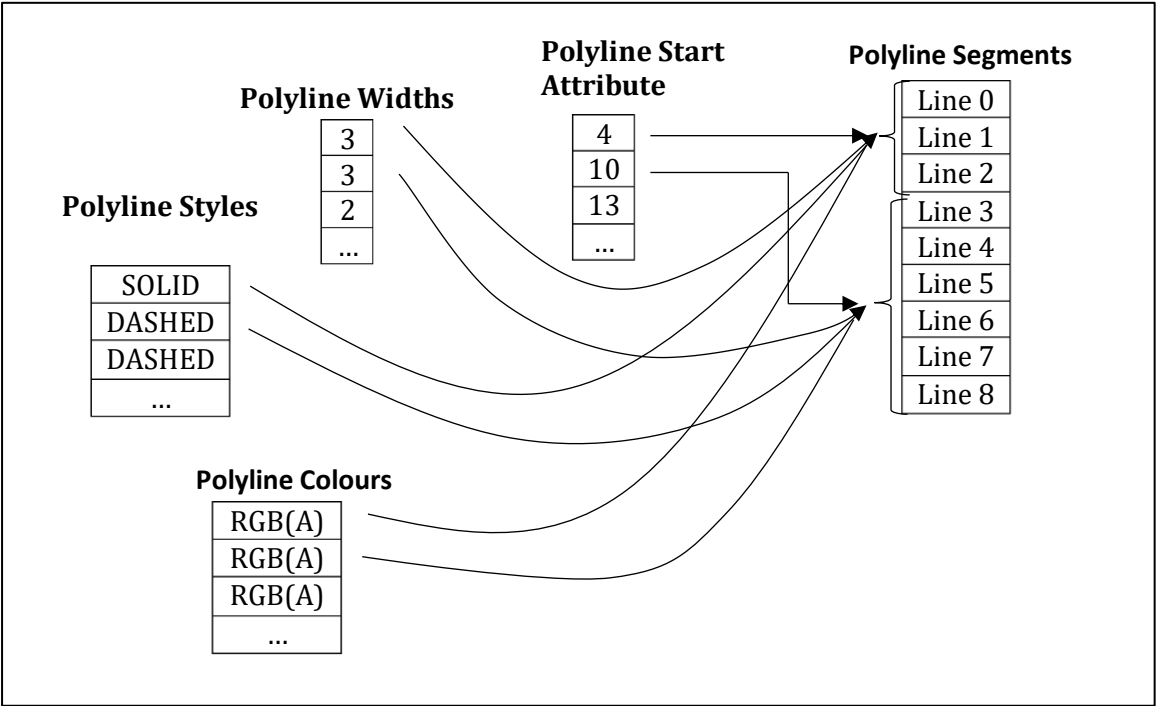 Polyline Styles
SOLID
DASHED
DASHED
...
Polyline Widths
3
3
2
...
Polyline Start
Attribute
4
10
13
...
Polyline Segments
Line 0
Line 1
Line 2
Line 3
Line 4
Line 5
Line 6
Line 7
Line 8
Polyline Colours
RGB(A)
RGB(A)
RGB(A)
...